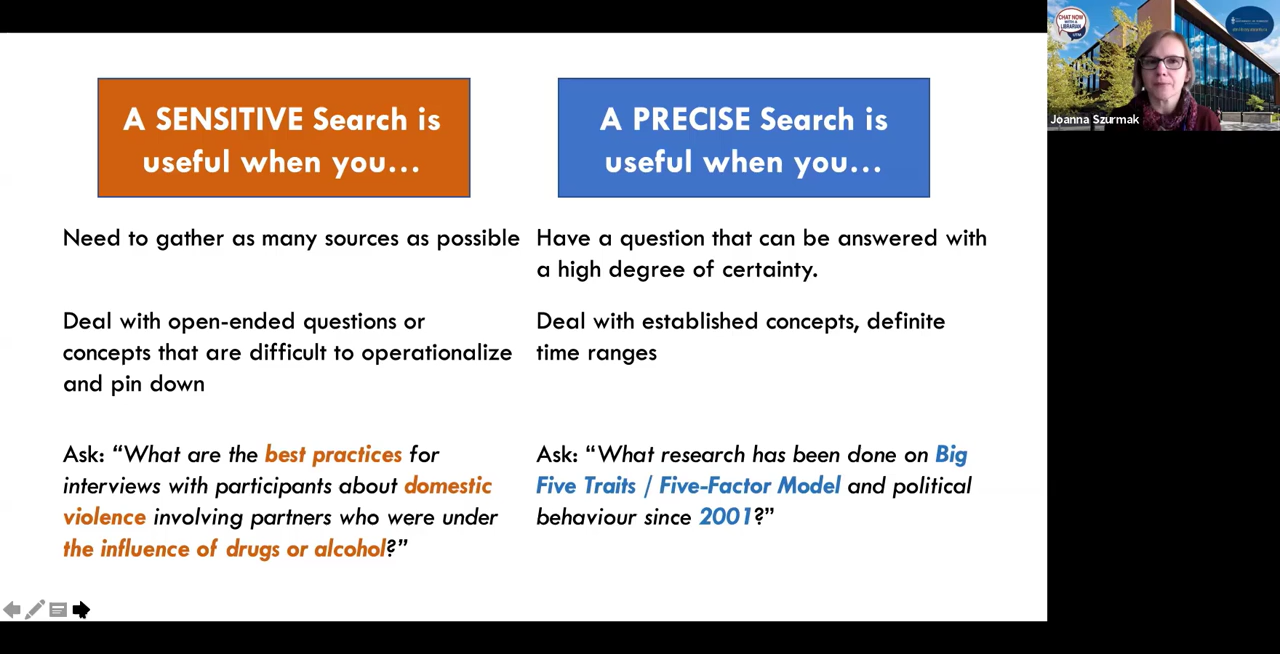 A SENSITIVE Search is
useful when you...
A PRECISE Search is
useful when you...
Need to gather as many sources as possible
Have a question that can be answered with
a high degree of certainty.
Deal with open-ended questions or
concepts that are difficult to operationalize
and pin down
Deal with established concepts, definite
time ranges
Ask: “What are the best practices for
interviews with participants about domestic
violence involving partners who were under
the influence of drugs or alcohol?”
Ask: “What research has been done on Big
Five Traits / Five-Factor Model and political
behaviour since 2001?”
CHAT NOW
WITH A
LIBRARIAN
UTM
Joanna Szurmak